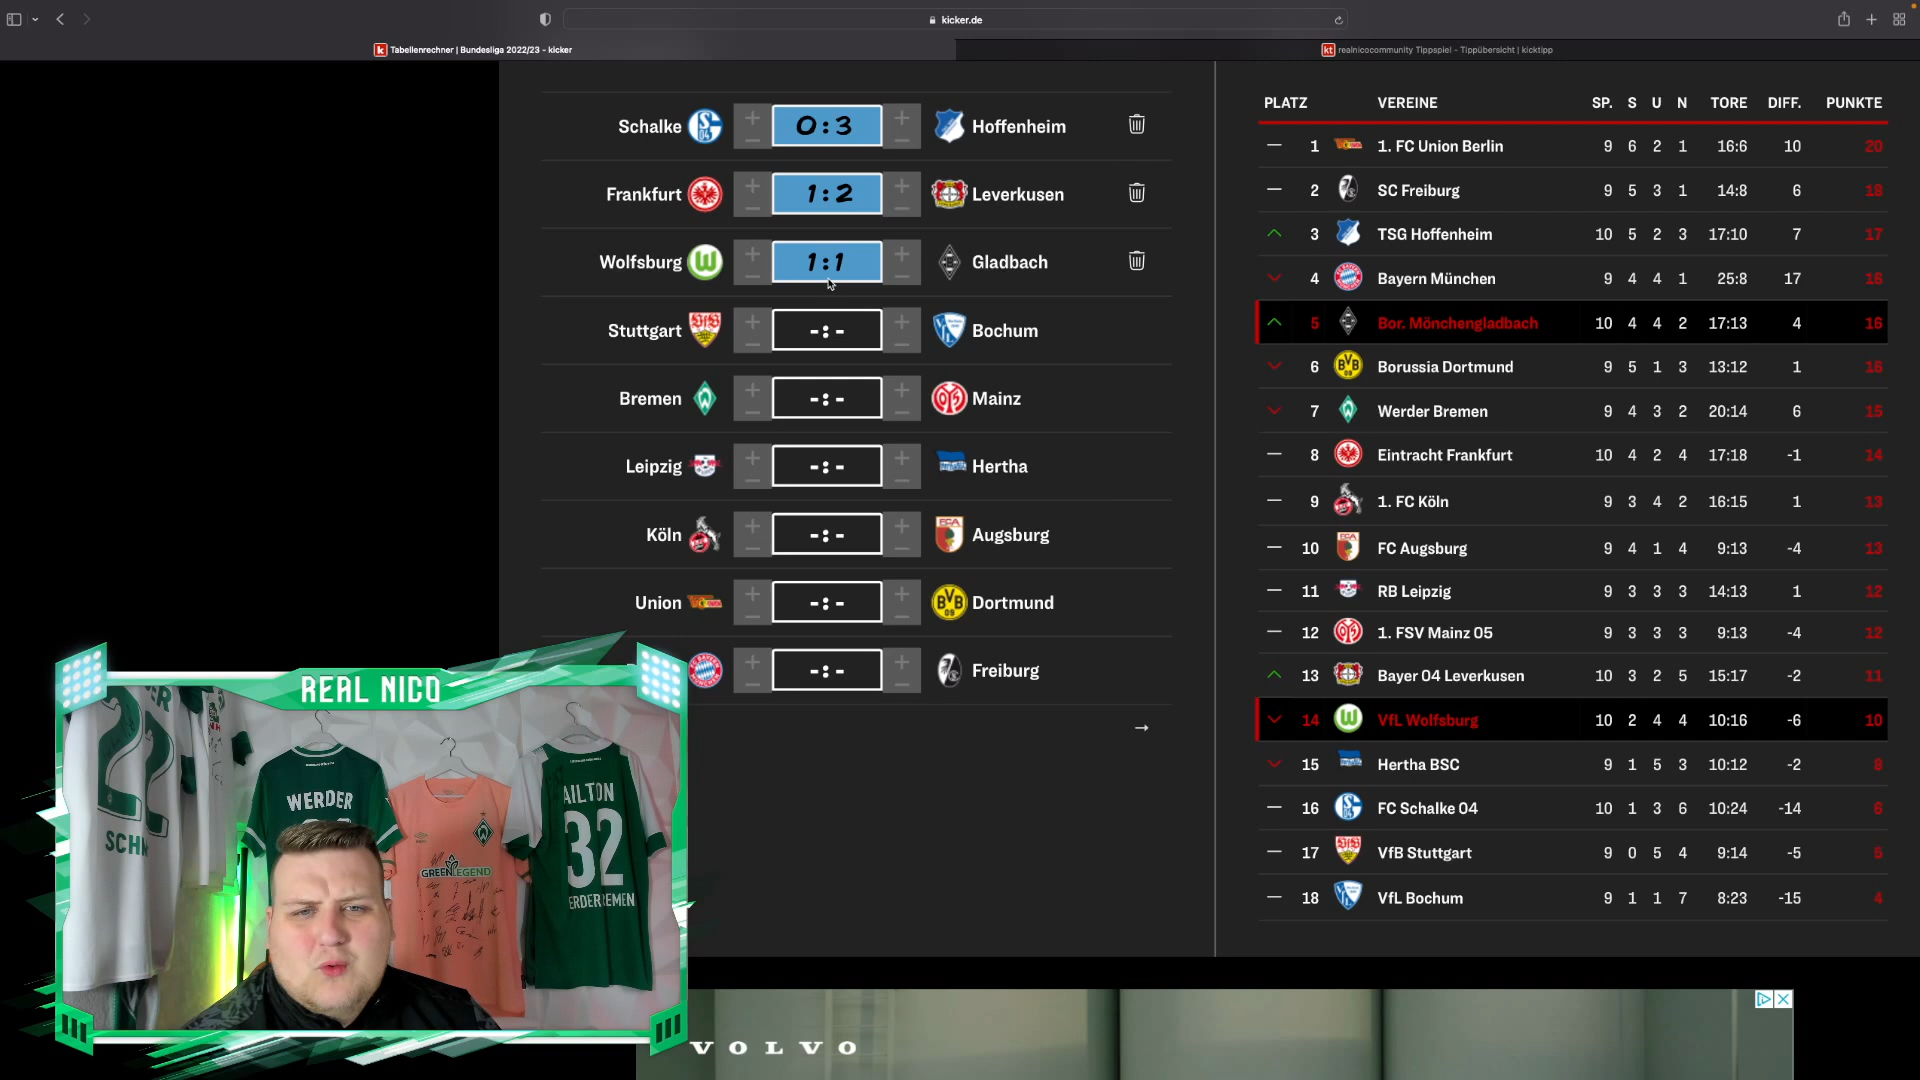 kicker.de
Tabellenrechner | Bundesliga 2022/23 - kicker
realnicocommunity Tippspiel - Tippübersicht | kicktipp
Schalke 0:3 Hoffenheim
Frankfurt 1:2 Leverkusen
Wolfsburg 1:1 Gladbach
Stuttgart -:- Bochum
Bremen -:- Mainz
Leipzig -:- Hertha
Köln -:- Augsburg
Union -:- Dortmund
-:- Freiburg
→
PLATZ VEREINE SP. S U N TORE DIFF. PUNKTE
1 1. FC Union Berlin 9 6 2 1 16:6 10 20
2 SC Freiburg 9 5 3 1 14:8 6 18
3 TSG Hoffenheim 10 5 2 3 17:10 7 17
4 Bayern München 9 4 4 1 25:8 17 16
5 Bor. Mönchengladbach 10 4 4 2 17:13 4 16
6 Borussia Dortmund 9 5 1 3 13:12 1 16
7 Werder Bremen 9 4 3 2 20:14 6 15
8 Eintracht Frankfurt 10 4 2 4 17:18 -1 14
9 1. FC Köln 9 3 4 2 16:15 1 13
10 FC Augsburg 9 4 1 4 9:13 -4 13
11 RB Leipzig 9 3 3 3 14:13 1 12
12 1. FSV Mainz 05 9 3 3 3 9:13 -4 12
13 Bayer 04 Leverkusen 10 3 2 5 15:17 -2 11
14 VfL Wolfsburg 10 2 4 4 10:16 -6 10
15 Hertha BSC 9 1 5 3 10:12 -2 8
16 FC Schalke 04 10 1 3 6 10:24 -14 6
17 VfB Stuttgart 9 0 5 4 9:14 -5 5
18 VfL Bochum 9 1 1 7 8:23 -15 4
REAL NICO
22
SCH
WERDER
GREEN LEGEND
AILTON
32
ERDER BREMEN
VOLVO